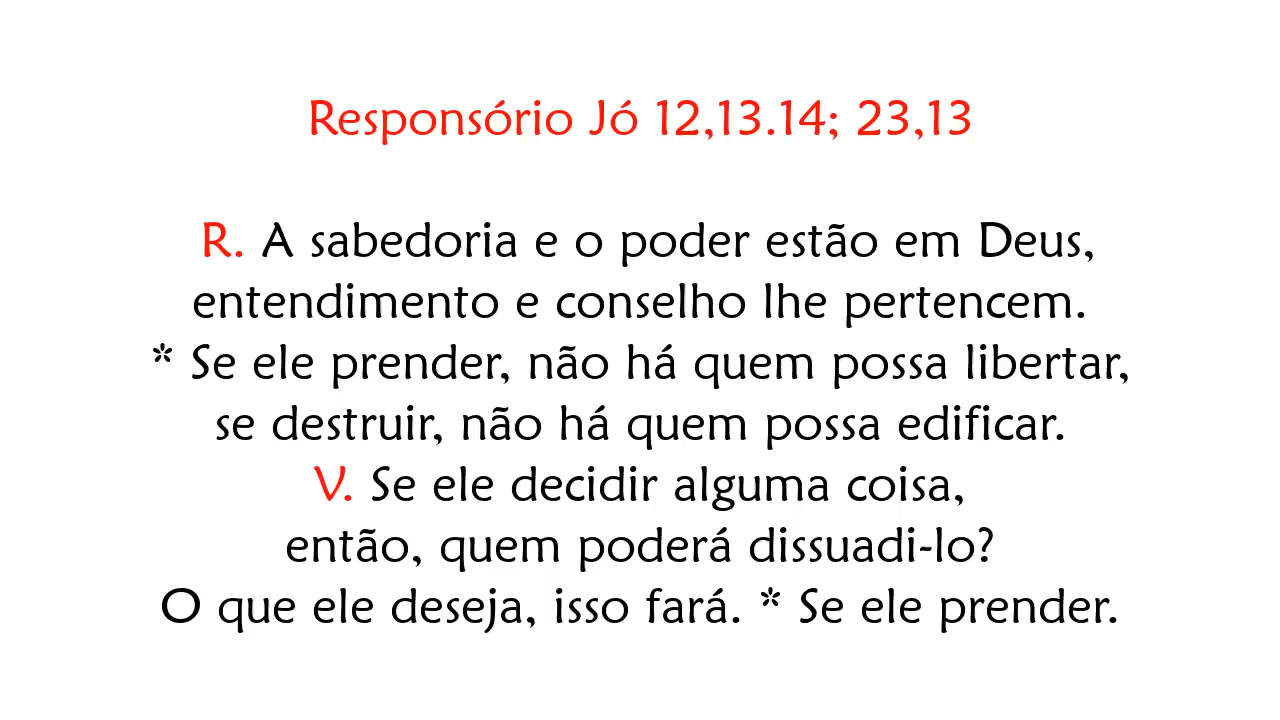 Responsório Jó 12,13.14; 23,13
R. A sabedoria e o poder estão em Deus,
entendimento e conselho lhe pertencem.
* Se ele prender, não há quem possa libertar,
se destruir, não há quem possa edificar.
V. Se ele decidir alguma coisa,
então, quem poderá dissuadi-lo?
O que ele deseja, isso fará. * Se ele prender.